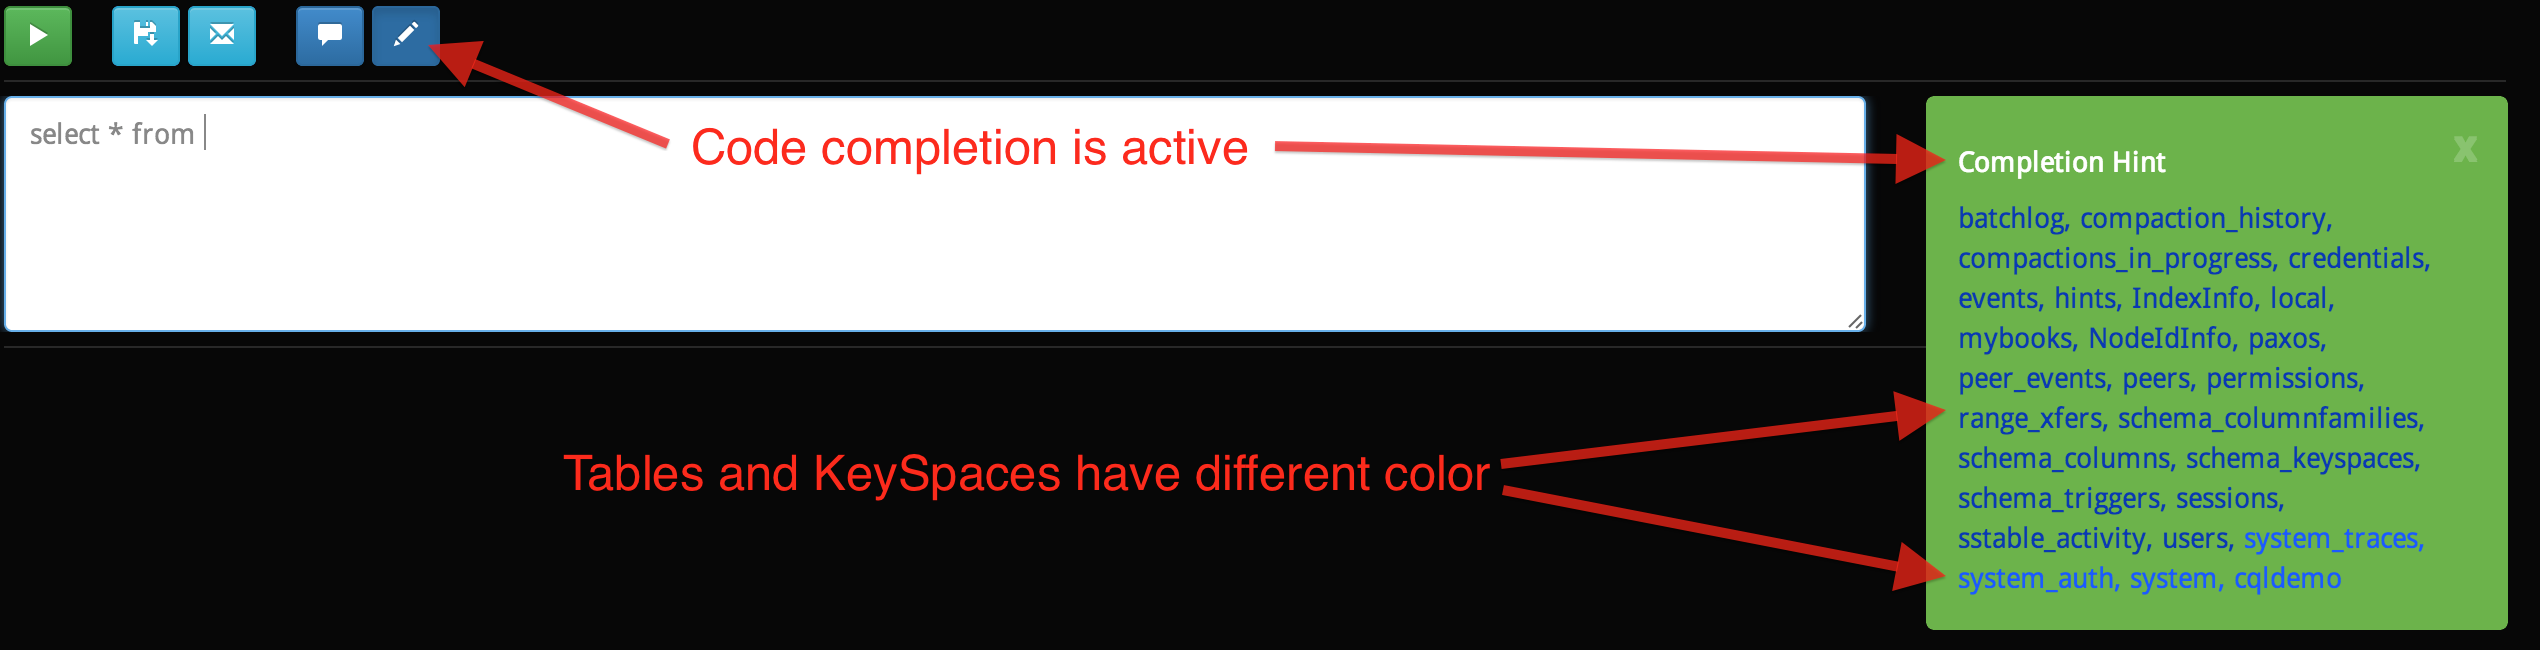 select * from
Code completion is active
Completion Hint
x
batchlog, compaction_history,
compactions_in_progress, credentials,
events, hints, IndexInfo, local,
mybooks, NodeIdInfo, paxos,
peer_events, peers, permissions,
range_xfers, schema_columnfamilies,
schema_columns, schema_keyspaces,
schema_triggers, sessions,
sstable_activity, users, system_traces,
system_auth, system, cqldemo
Tables and KeySpaces have different color